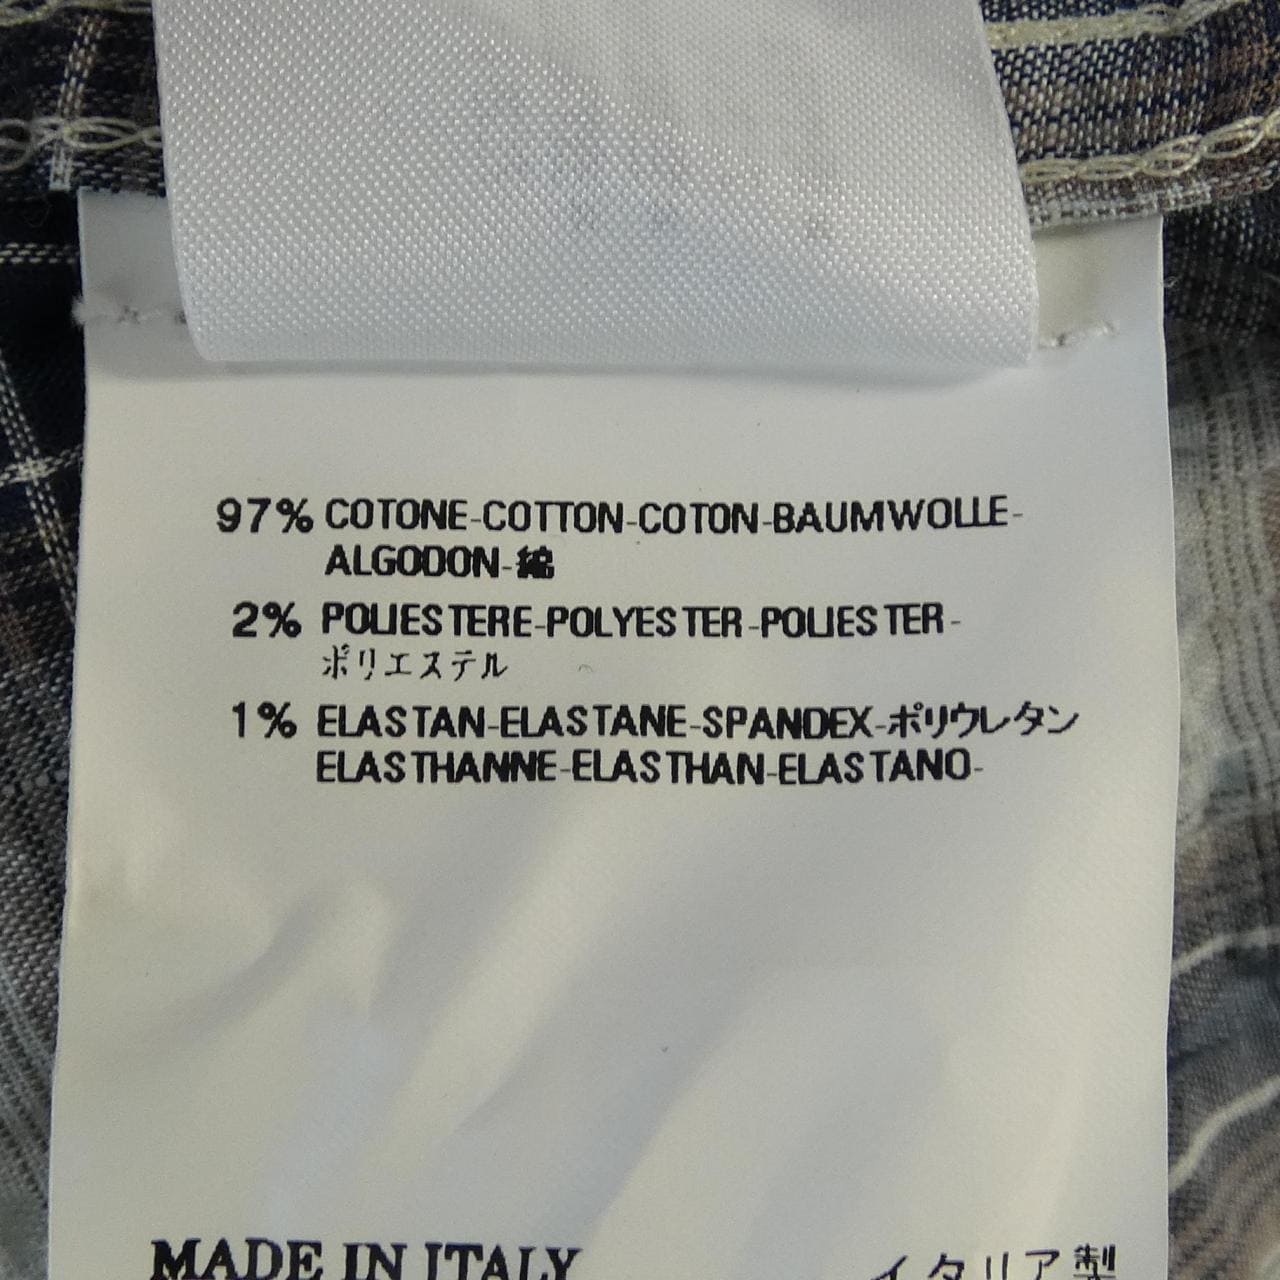 97% COTONE-COTTON-COTON-BAUMWOLLE-
ALGODON-綿
2% POLIESTERE-POLYESTER-POLIESTER-
ポリエステル
1% ELASTAN-ELASTANE-SPANDEX-ポリウレタン
ELASTHANNE-ELASTHAN-ELASTANO-
MADE IN ITALY イタリア製